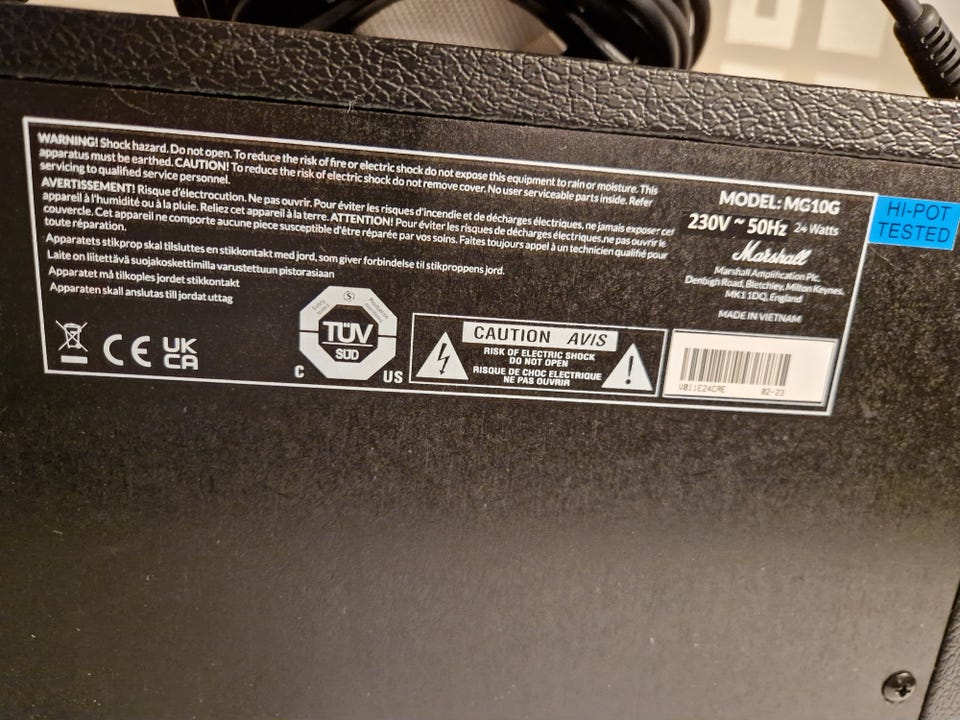 WARNING! Shock hazard. Do not open. To reduce the risk of fire or electric shock do not expose this equipment to rain or moisture. This
apparatus must be earthed. CAUTION! To reduce the risk of electric shock do not remove cover. No user serviceable parts inside. Refer
servicing to qualified service personnel.
AVERTISSEMENT! Risque d'électrocution. Ne pas ouvrir. Pour éviter les risques d'incendie et de décharges électriques, ne jamais exposer cet
appareil à l'humidité ou à la pluie. Reliez cet appareil à la terre. ATTENTION! Pour éviter les risques de décharges électriques,ne pas ouvrir le
couvercle. Cet appareil ne comporte aucune piece susceptible d'être réparée par vos soins. Faites toujours appel à un technicien qualifié pour
toute réparation.
Apparatets stikprop skal tilsluttes en stikkontakt med jord, som giver forbindelse til stikproppens jord.
Laite on liitettävä suojakoskettimilla varustettuun pistorasiaan
Apparatet må tilkoples jordet stikkontakt
Apparaten skall anslutas till jordat uttag
CE
UK
CA
S
TÜV
SÜD
C US
CAUTION AVIS
RISK OF ELECTRIC SHOCK
DO NOT OPEN
RISQUE DE CHOC ELECTRIQUE
NE PAS OUVRIR
!
MODEL: MG10G
230V ~ 50Hz 24 Watts
Marshall
Marshall Amplification Plc.
Denbigh Road, Bletchley, Milton Keynes,
MK1 1DQ, England
MADE IN VIETNAM
02-23
HI-POT
TESTED